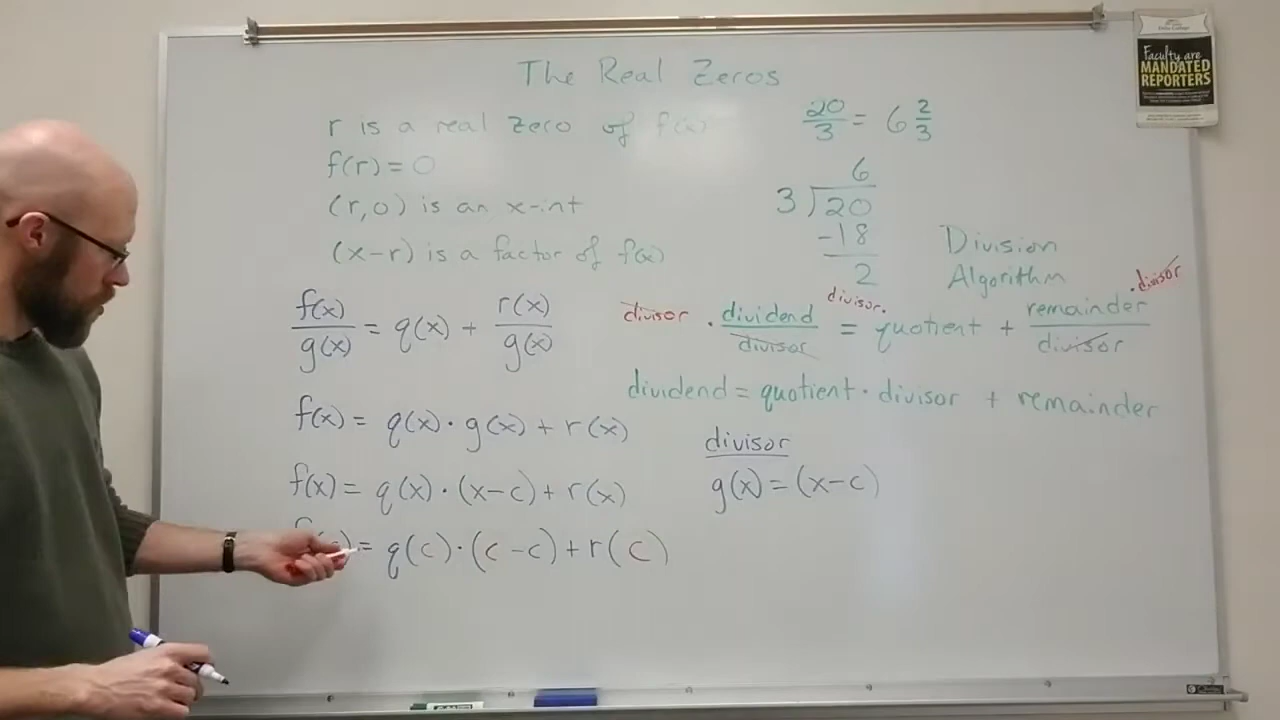 The Real Zeros
r is a real zero of f(x)
f(r) = 0
(r,0) is an x-int
(x-r) is a factor of f(x)
20/3 = 6 2/3
6
3 20
-18
2
Division
Algorithm
f(x)/g(x) = q(x) + r(x)/g(x)
divisor · dividend/divisor = divisor · quotient + remainder/divisor · divisor
dividend = quotient · divisor + remainder
f(x) = q(x) · g(x) + r(x)
divisor
g(x) = (x-c)
f(x) = q(x) · (x-c) + r(x)
= q(c) · (c-c) + r(c)
Faculty are
MANDATED
REPORTERS